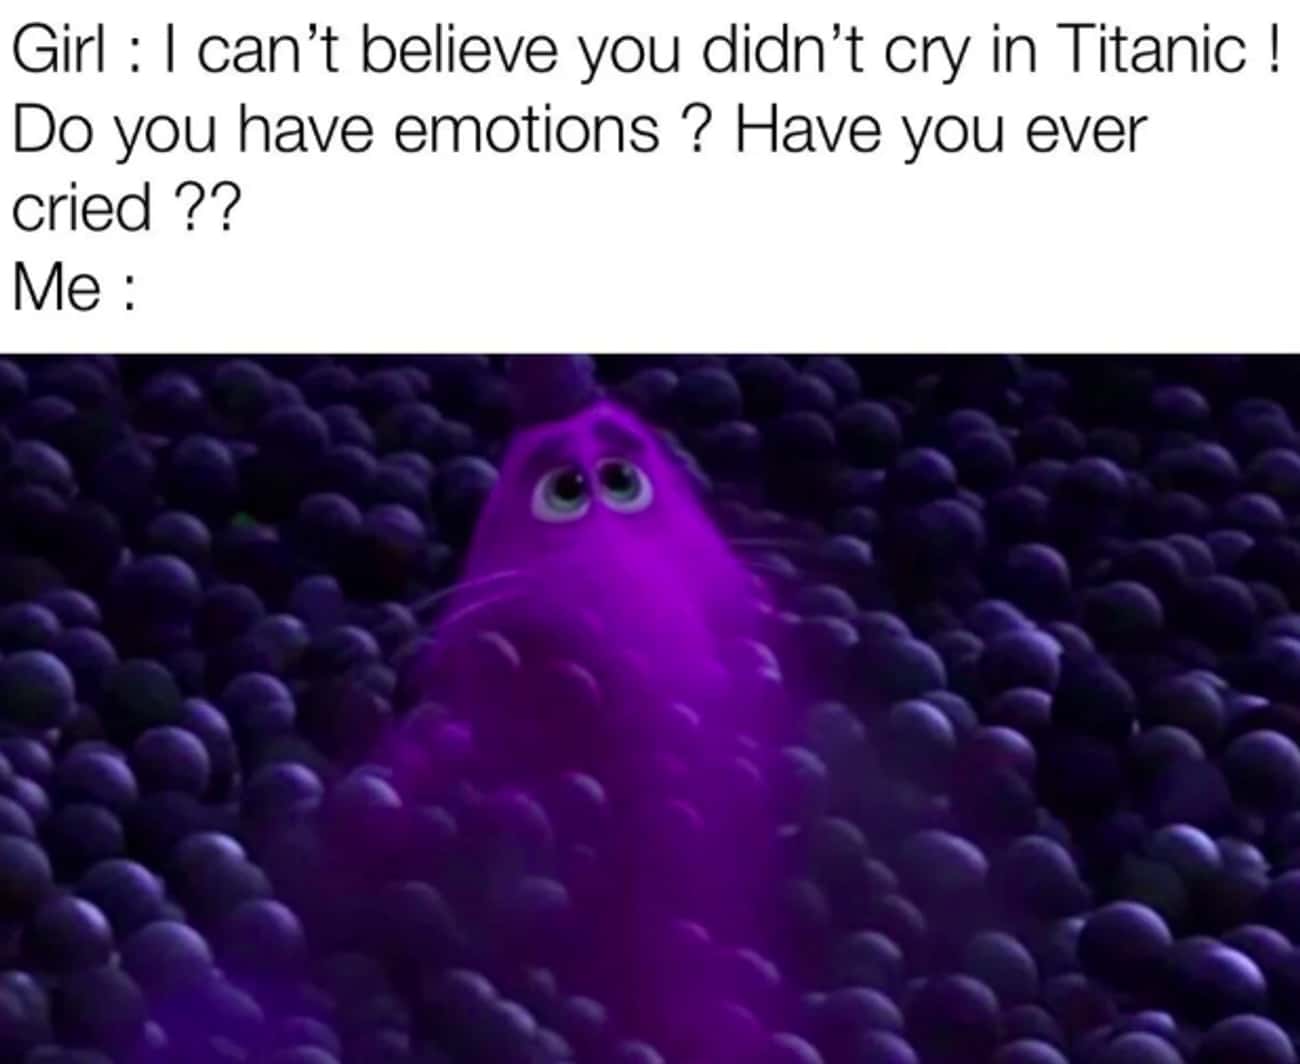 Girl : I can’t believe you didn’t cry in Titanic !
Do you have emotions ? Have you ever
cried ??
Me :